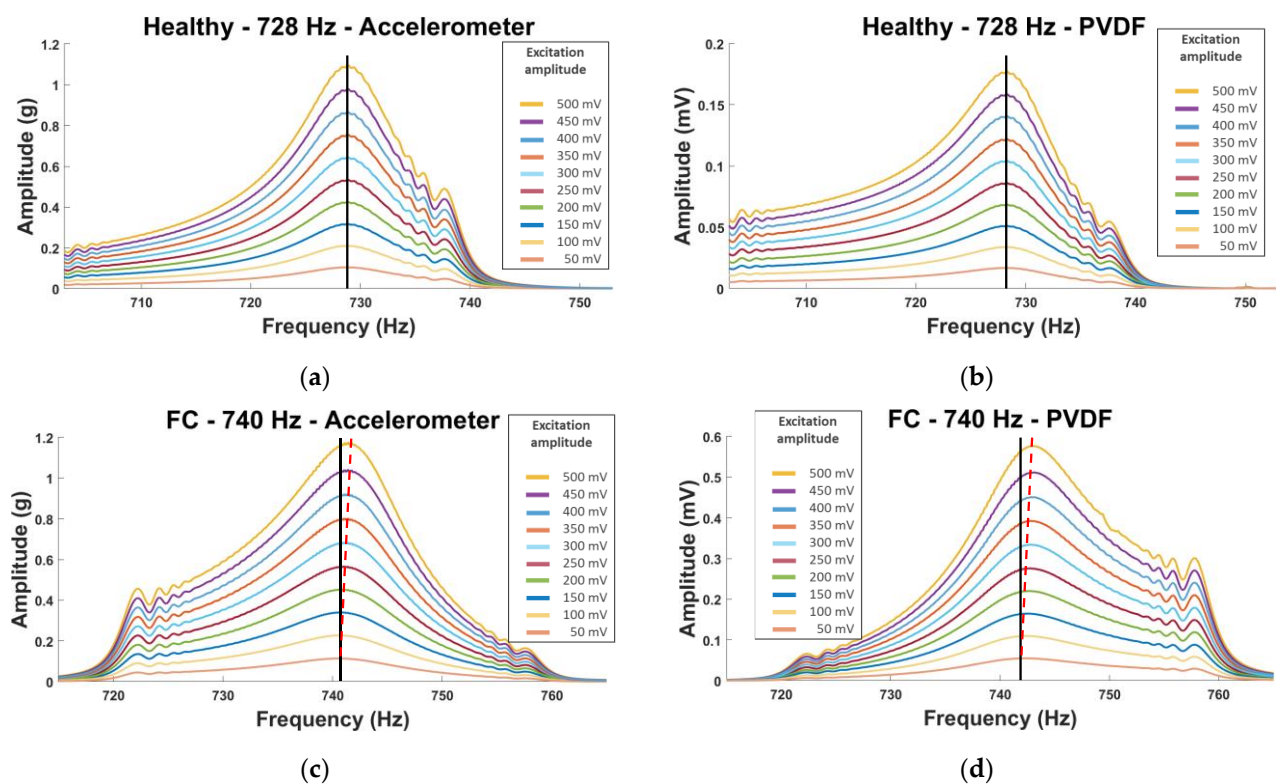 Healthy - 728 Hz - Accelerometer
Amplitude (g)
1.2
1
0.8
0.6
0.4
0.2
0
710
720
730
740
750
Frequency (Hz)
Excitation
amplitude
500 mV
450 mV
400 mV
350 mV
300 mV
250 mV
200 mV
150 mV
100 mV
50 mV
(a)
Healthy - 728 Hz - PVDF
Amplitude (mV)
0.2
0.15
0.1
0.05
0
710
720
730
740
750
Frequency (Hz)
Excitation
amplitude
500 mV
450 mV
400 mV
350 mV
300 mV
250 mV
200 mV
150 mV
100 mV
50 mV
(b)
FC - 740 Hz - Accelerometer
Amplitude (g)
1.2
1
0.8
0.6
0.4
0.2
0
720
730
740
750
760
Frequency (Hz)
Excitation
amplitude
500 mV
450 mV
400 mV
350 mV
300 mV
250 mV
200 mV
150 mV
100 mV
50 mV
(c)
FC - 740 Hz - PVDF
Amplitude (mV)
0.6
0.5
0.4
0.3
0.2
0.1
0
720
730
740
750
760
Frequency (Hz)
Excitation
amplitude
500 mV
450 mV
400 mV
350 mV
300 mV
250 mV
200 mV
150 mV
100 mV
50 mV
(d)